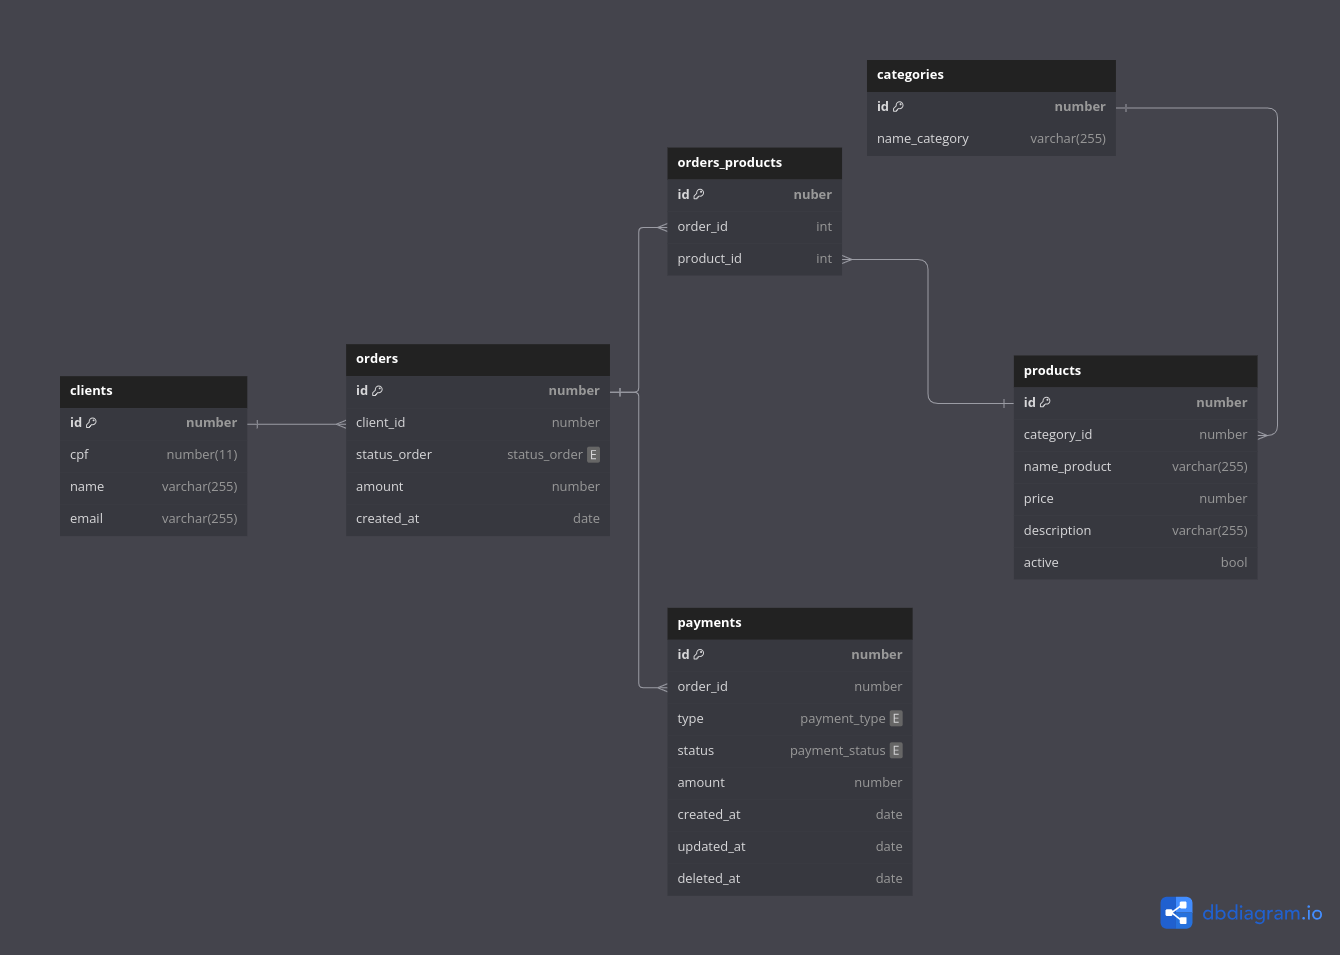 categories
id number
name_category varchar(255)
orders_products
id nuber
order_id int
product_id int
orders
id number
client_id number
status_order status_order E
amount number
created_at date
clients
id number
cpf number(11)
name varchar(255)
email varchar(255)
products
id number
category_id number
name_product varchar(255)
price number
description varchar(255)
active bool
payments
id number
order_id number
type payment_type E
status payment_status E
amount number
created_at date
updated_at date
deleted_at date
dbdiagram.io